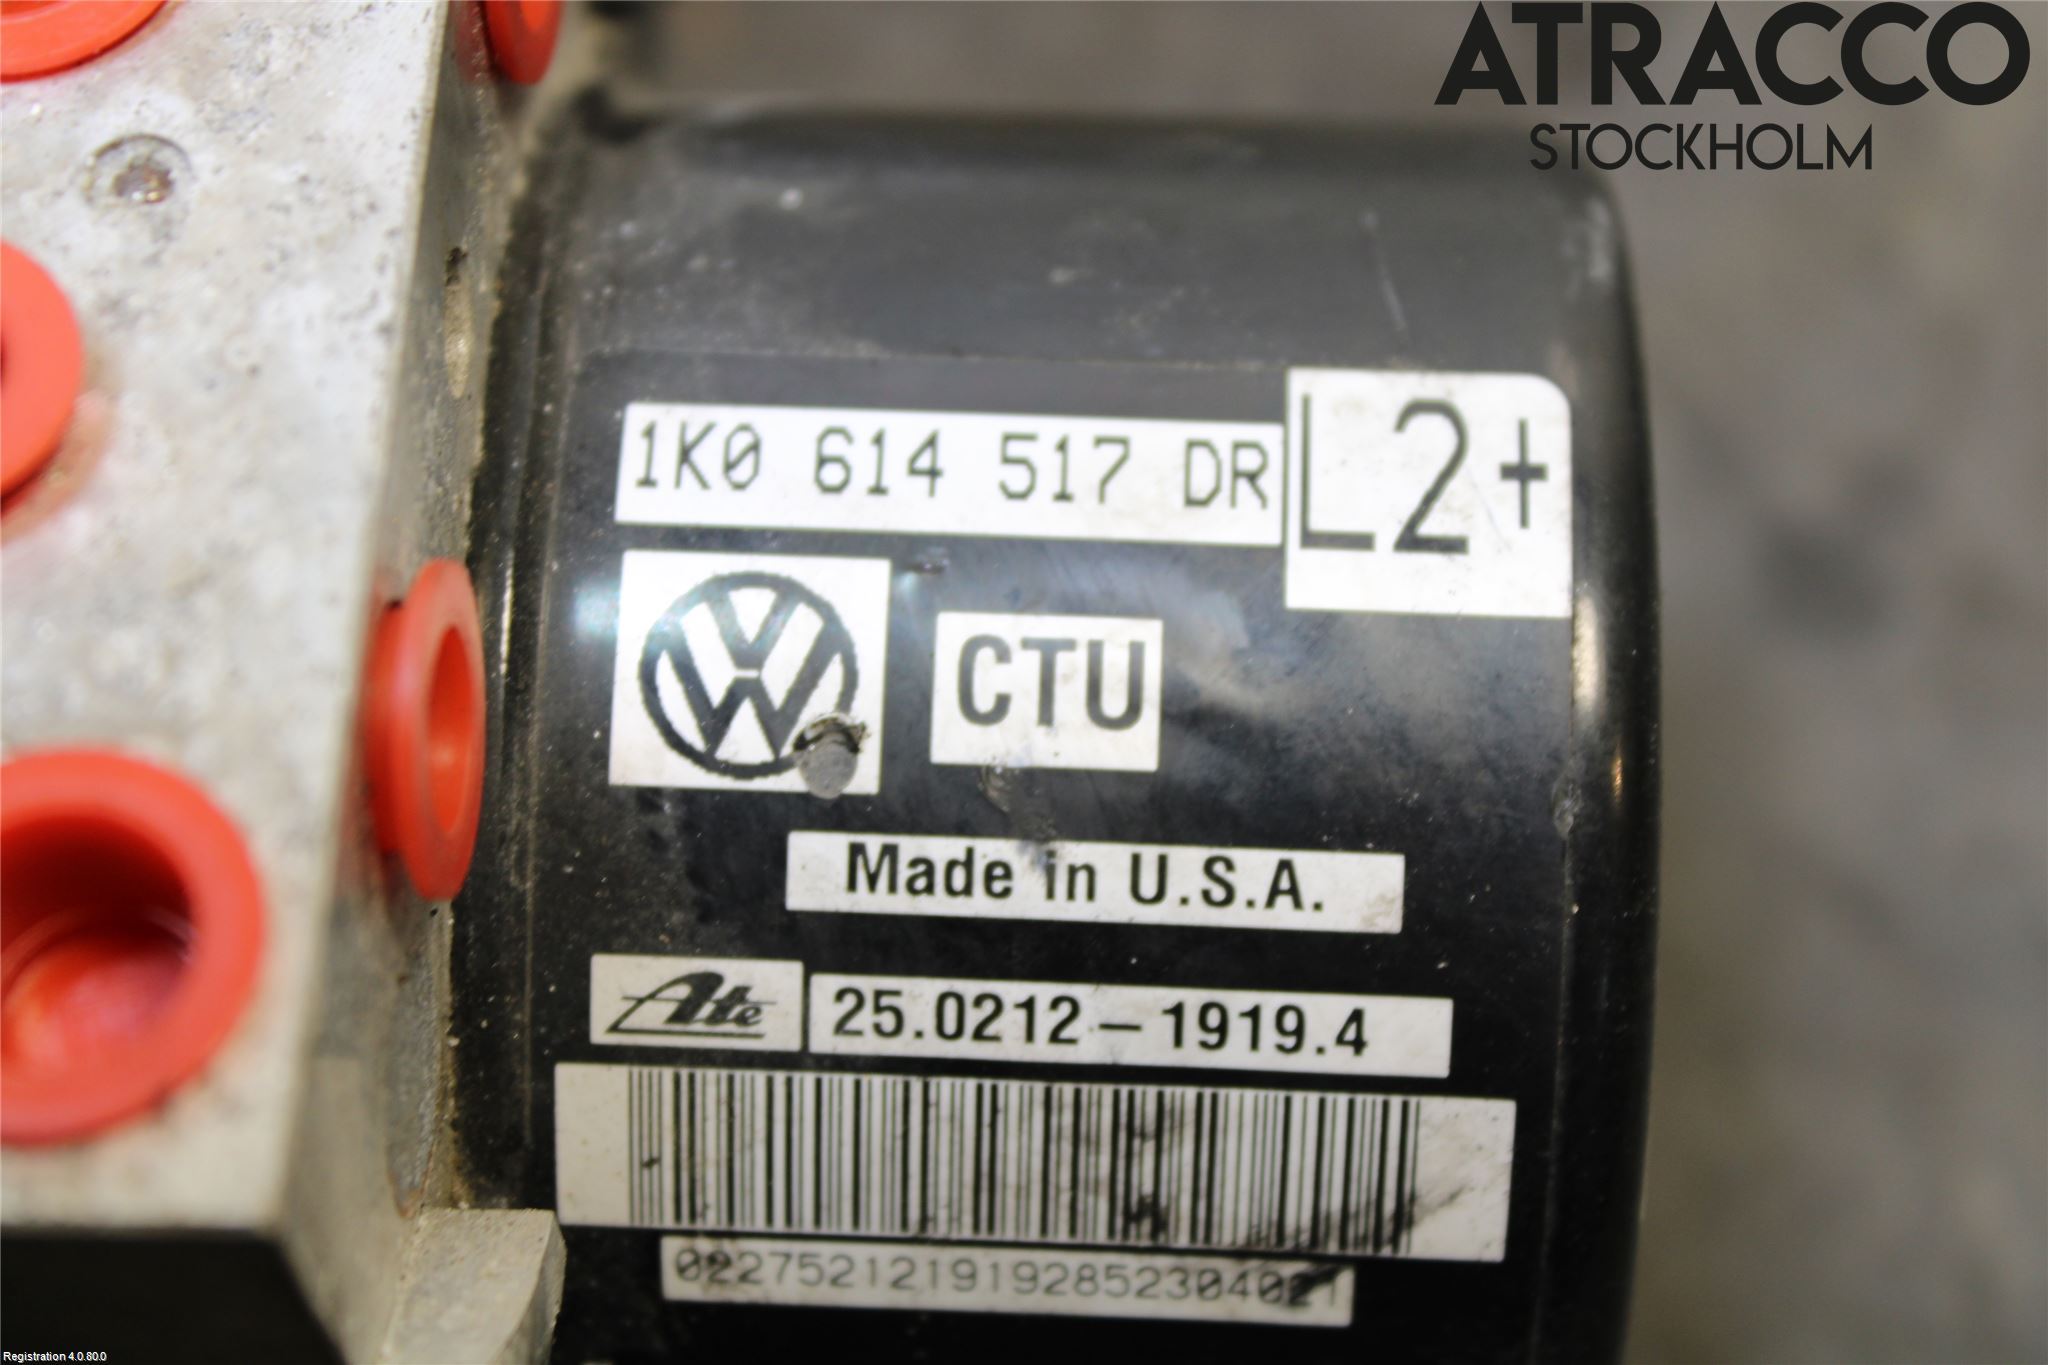 ATRACCO
STOCKHOLM
1K0 614 517 DR
L2+
CTU
Made in U.S.A.
Ate 25.0212-1919.4
0227521219192852304021
Registration 4.0.80.0